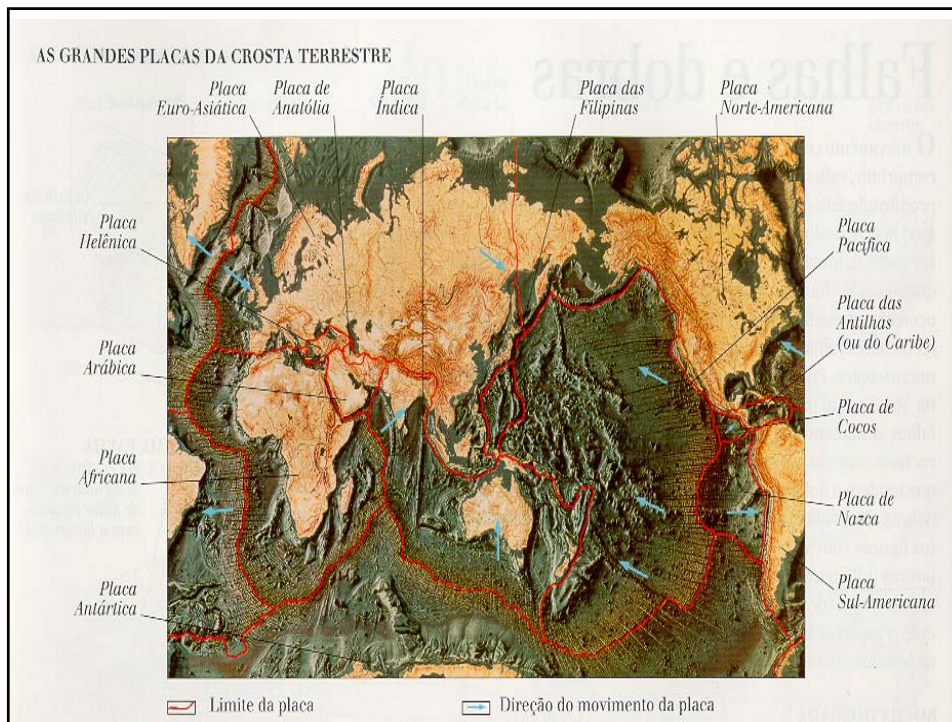 AS GRANDES PLACAS DA CROSTA TERRESTRE
Placa
Euro-Asiática
Placa de
Anatólia
Placa
Índica
Placa das
Filipinas
Placa
Norte-Americana
Placa
Helênica
Placa
Arábica
Placa
Africana
Placa
Antártica
Placa
Pacífica
Placa das
Antilhas
(ou do Caribe)
Placa de
Cocos
Placa de
Nazca
Placa
Sul-Americana
Limite da placa
Direção do movimento da placa
Falhas e dobras